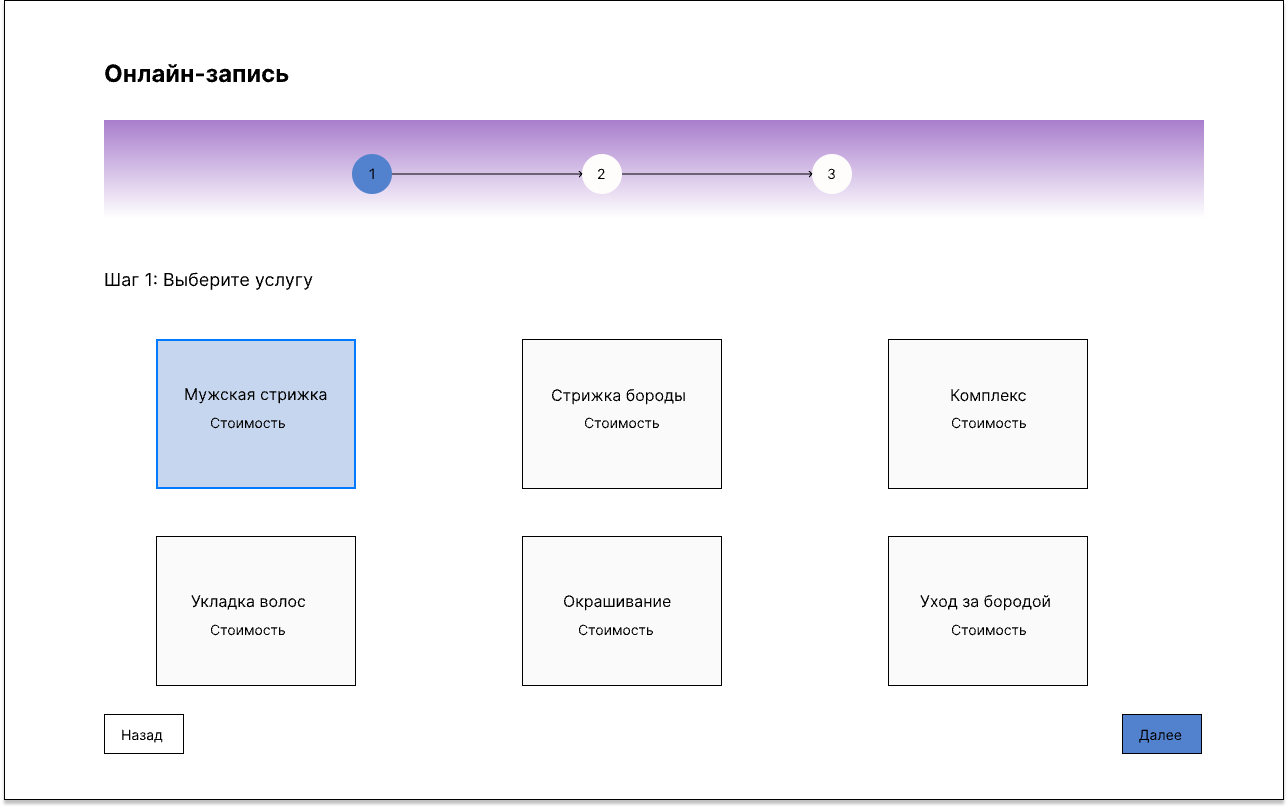 Онлайн-запись
1
2
3
Шаг 1: Выберите услугу
Мужская стрижка
Стоимость
Стрижка бороды
Стоимость
Комплекс
Стоимость
Укладка волос
Стоимость
Окрашивание
Стоимость
Уход за бородой
Стоимость
Назад
Далее